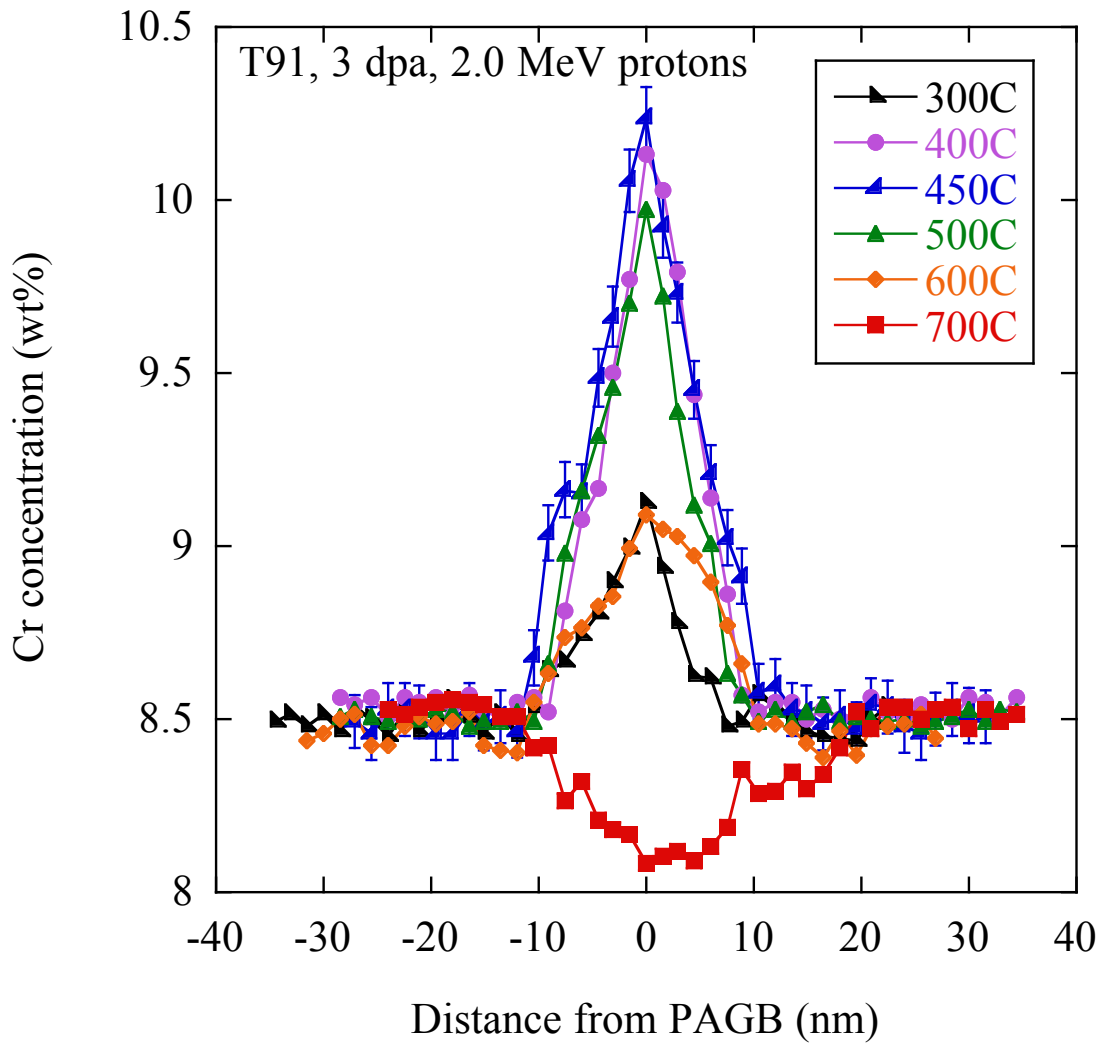 T91, 3 dpa, 2.0 MeV protons
300C
400C
450C
500C
600C
700C
Cr concentration (wt%)
10.5
10
9.5
9
8.5
8
-40 -30 -20 -10 0 10 20 30 40
Distance from PAGB (nm)